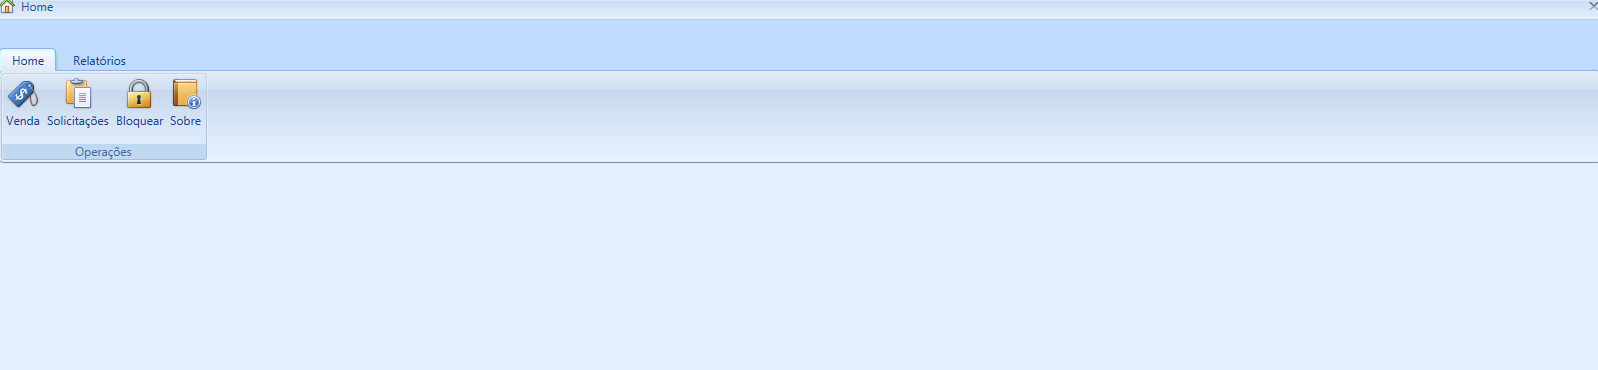 Home
Home Relatórios
Venda Solicitações Bloquear Sobre
Operações